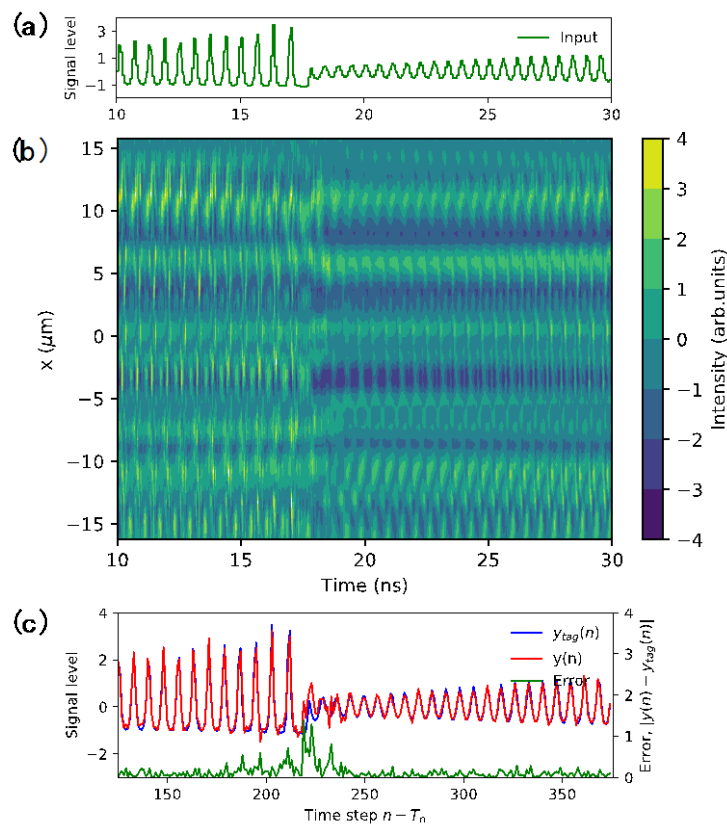 (a)
Signal level
3
1
−1
Input
10 15 20 25 30
(b)
x (μm)
15
10
5
0
−5
−10
−15
10 15 20 25 30
Time (ns)
4
3
2
1
0
−1
−2
−3
−4
Intensity (arb.units)
(c)
Signal level
4
2
0
−2
y_tag(n)
y(n)
Error
4
3
2
1
0
Error, |y(n) − y_tag(n)|
150 200 250 300 350
Time step n − Tₙ